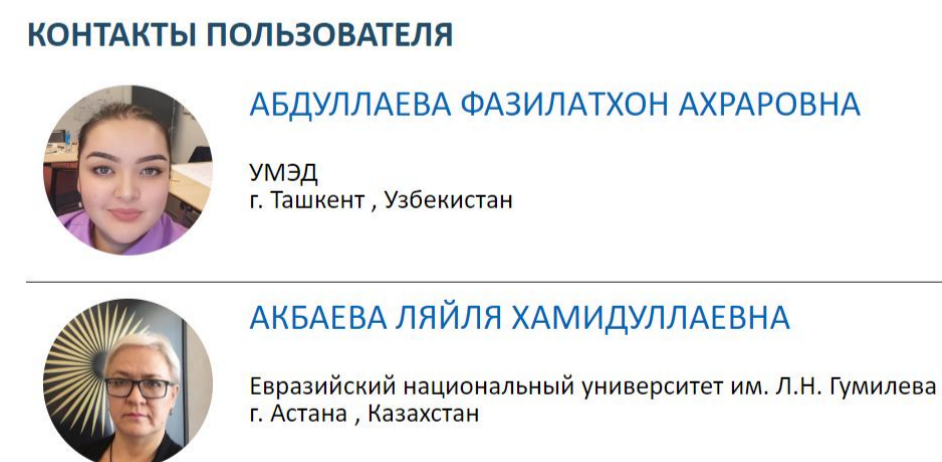 КОНТАКТЫ ПОЛЬЗОВАТЕЛЯ
АБДУЛЛАЕВА ФАЗИЛАТХОН АХРАРОВНА
УМЭД
г. Ташкент , Узбекистан
АКБАЕВА ЛЯЙЛЯ ХАМИДУЛЛАЕВНА
Евразийский национальный университет им. Л.Н. Гумилева
г. Астана , Казахстан